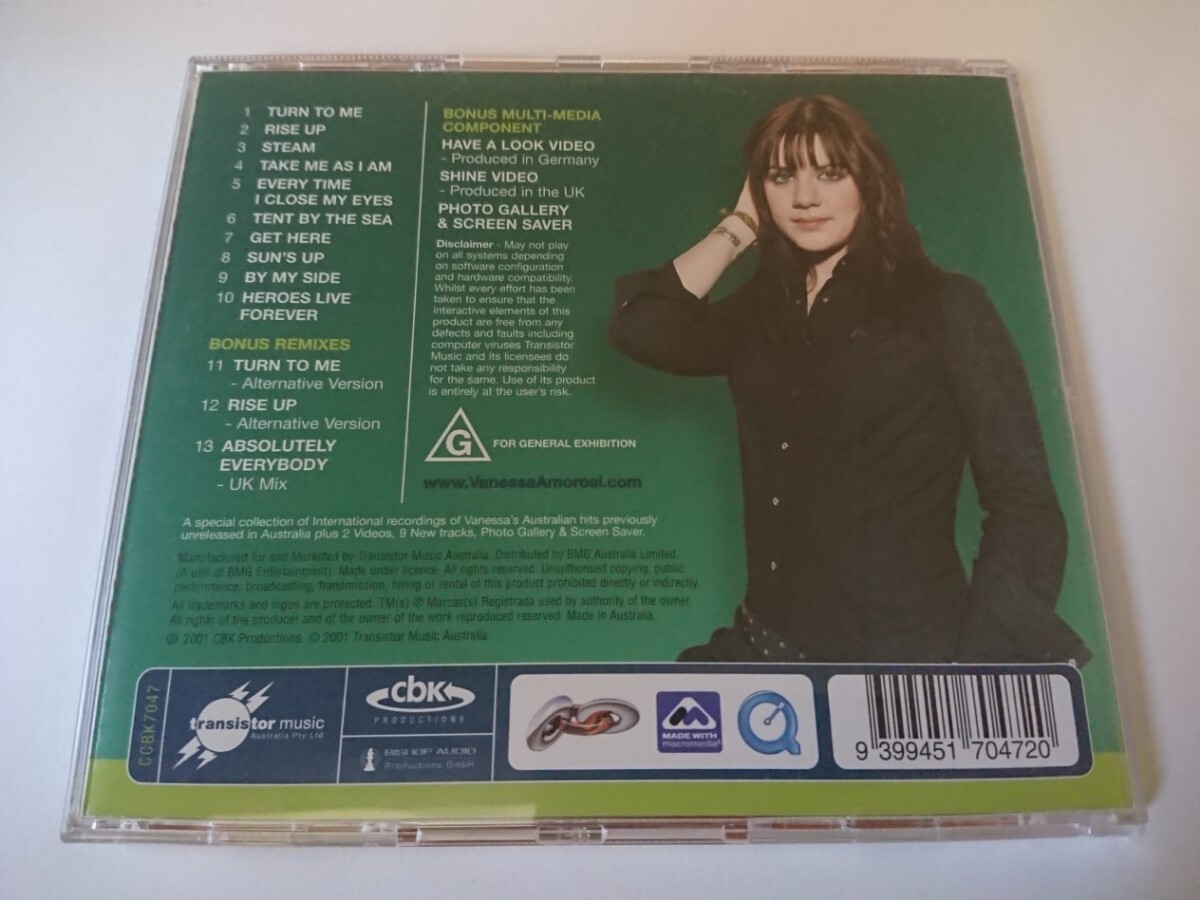 1 TURN TO ME
2 RISE UP
3 STEAM
4 TAKE ME AS I AM
5 EVERY TIME
I CLOSE MY EYES
6 TENT BY THE SEA
7 GET HERE
8 SUN'S UP
9 BY MY SIDE
10 HEROES LIVE
FOREVER
BONUS REMIXES
11 TURN TO ME
- Alternative Version
12 RISE UP
- Alternative Version
13 ABSOLUTELY
EVERYBODY
- UK Mix
BONUS MULTI-MEDIA
COMPONENT
HAVE A LOOK VIDEO
- Produced in Germany
SHINE VIDEO
- Produced in the UK
PHOTO GALLERY
& SCREEN SAVER
Disclaimer - May not play
on all systems depending
on software configuration
and hardware compatibility.
Whilst every effort has been
taken to ensure that the
interactive elements of this
product are free from any
defects and faults including
computer viruses Transistor
Music and its licensees do
not take any responsibility
for the same. Use of its product
is entirely at the user's risk.
G FOR GENERAL EXHIBITION
www.VanessaAmorosi.com
A special collection of International recordings of Vanessa's Australian hits previously
unreleased in Australia plus 2 Videos, 9 New tracks, Photo Gallery & Screen Saver.
Manufactured for and Marketed by Transistor Music Australia. Distributed by BMG Australia Limited.
(A unit of BMG Entertainment). Made under licence. All rights reserved. Unauthorised copying, public
performance, broadcasting, transmission, hiring or rental of this product prohibited directly or indirectly.
All trademarks and logos are protected. TM(s) ® Marcas(s) Registrada used by authority of the owner.
All rights of the producer and of the owner of the work reproduced reserved. Made in Australia.
℗ 2001 CBK Productions © 2001 Transistor Music Australia
CCBK7047
transistor music
Australia Pty Ltd
cbk
PRODUCTIONS
BISHOP AUDIO
Productions GmbH
MADE WITH
macromedia
9 399451 704720